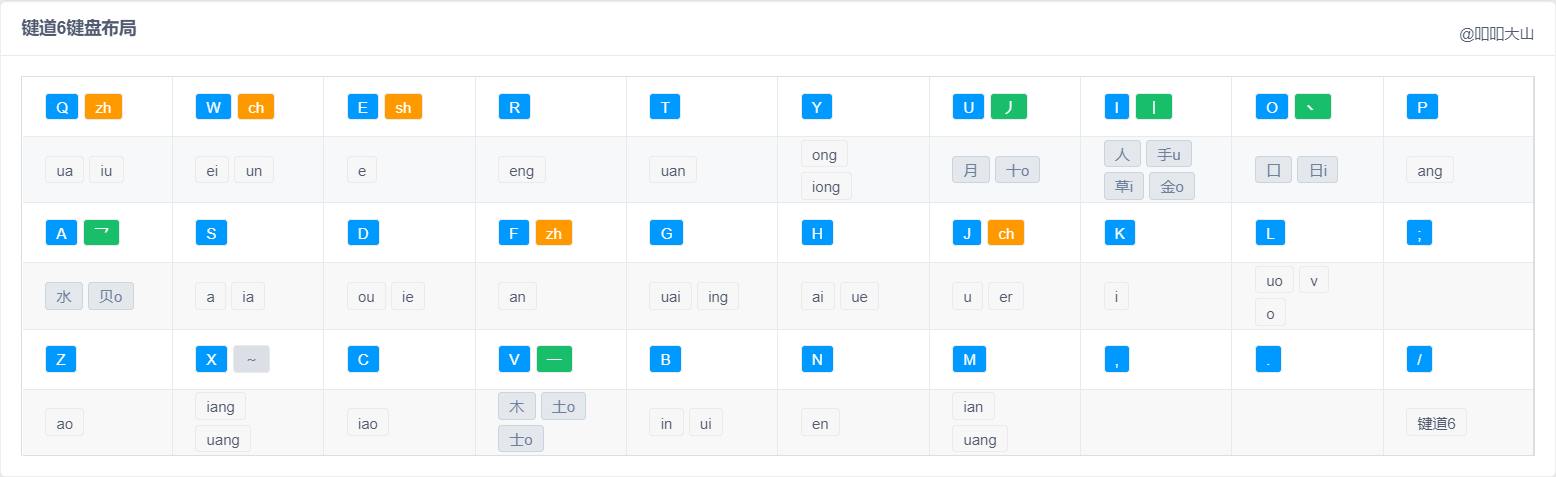 键道6键盘布局
@吅吅大山
Q zh W ch E sh R T Y U 丿 I 丨 O 丶 P
ua iu ei un e eng uan ong iong 月 十o 人 手u 草i 金o 口 日i ang
A 乛 S D F zh G H J ch K L ;
水 贝o a ia ou ie an uai ing ai ue u er i uo v o
Z X ~ C V 一 B N M , . /
ao iang uang iao 木 土o 士o in ui en ian uang 键道6